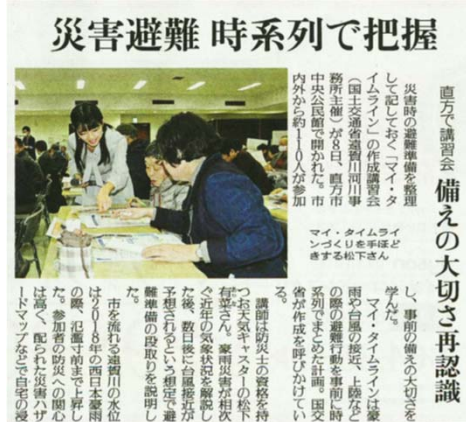 災害避難 時系列で把握
直方で講習会
備えの大切さ再認識
災害時の避難準備を整理
して記しておく「マイ・タ
イムライン」の作成講習会
(国土交通省遠賀川河川事
務所主催)が8日、直方市
中央公民館で開かれた。市
内外から約110人が参加
マイ・タイムライ
ンづくりを手ほど
きする松下さん
し、事前の備えの大切さを
学んだ。
マイ・タイムラインは豪
雨や台風の接近、上陸など
の際の避難行動を事前に時
系列でまとめた計画。国交
省が作成を呼びかけてい
る。
講師は防災士の資格を持
つお天気キャスターの松下
有菜さん。豪雨災害が相次
ぐ近年の気象状況を解説し
た後、数日後に台風接近が
予想されるという想定で避
難準備の段取りを説明し
た。
市を流れる遠賀川の水位
は2018年の西日本豪雨
の際、氾濫寸前まで上昇し
た。参加者の防災への関心
は高く、配られた災害ハザ
ードマップなどで自宅の浸